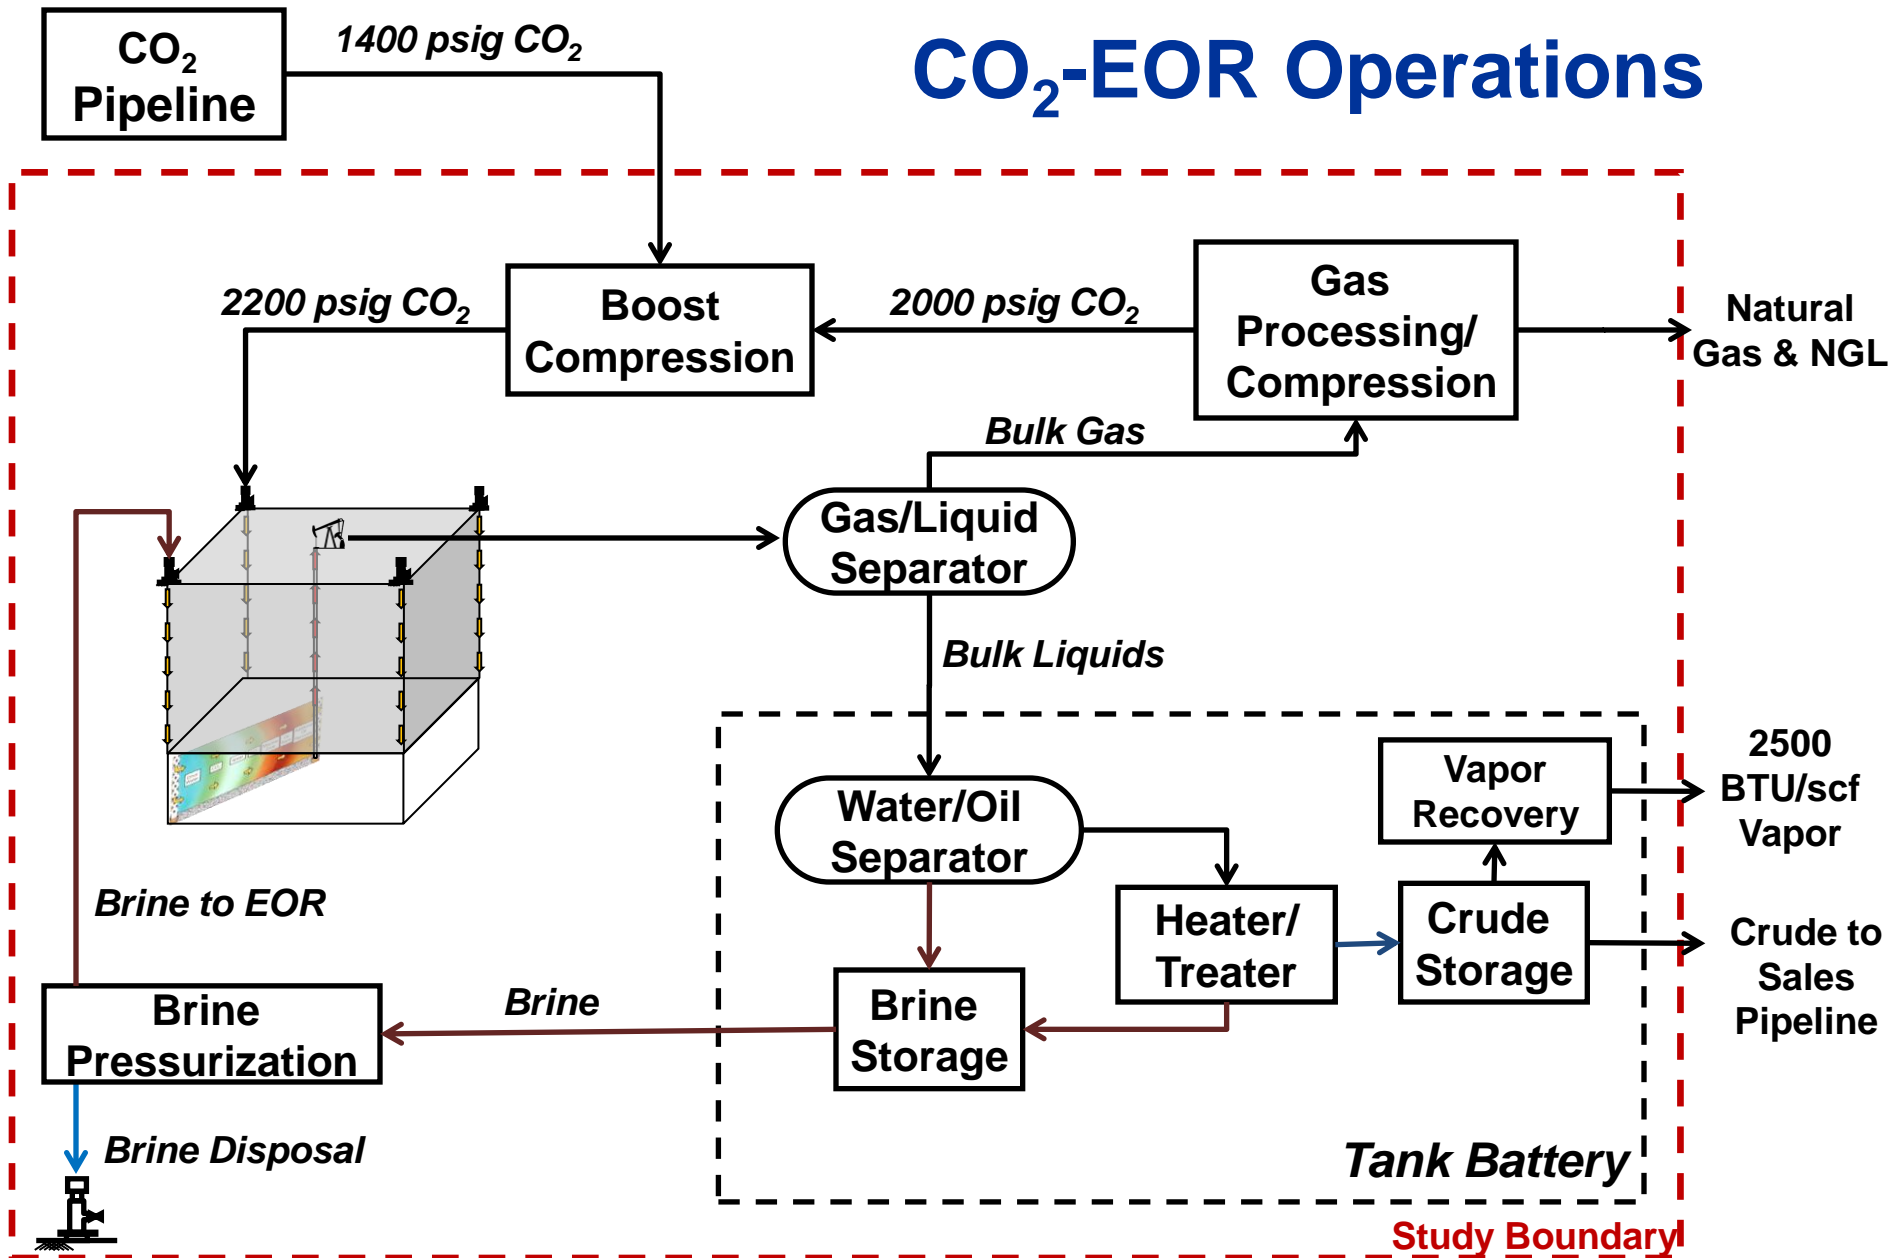 CO₂
Pipeline
1400 psig CO₂
CO₂-EOR Operations
2200 psig CO₂
Boost
Compression
2000 psig CO₂
Gas
Processing/
Compression
Natural
Gas & NGL
Bulk Gas
Gas/Liquid
Separator
Bulk Liquids
Water/Oil
Separator
Vapor
Recovery
2500
BTU/scf
Vapor
Heater/
Treater
Crude
Storage
Crude to
Sales
Pipeline
Brine to EOR
Brine
Pressurization
Brine
Brine
Storage
Brine Disposal
Tank Battery
Study Boundary